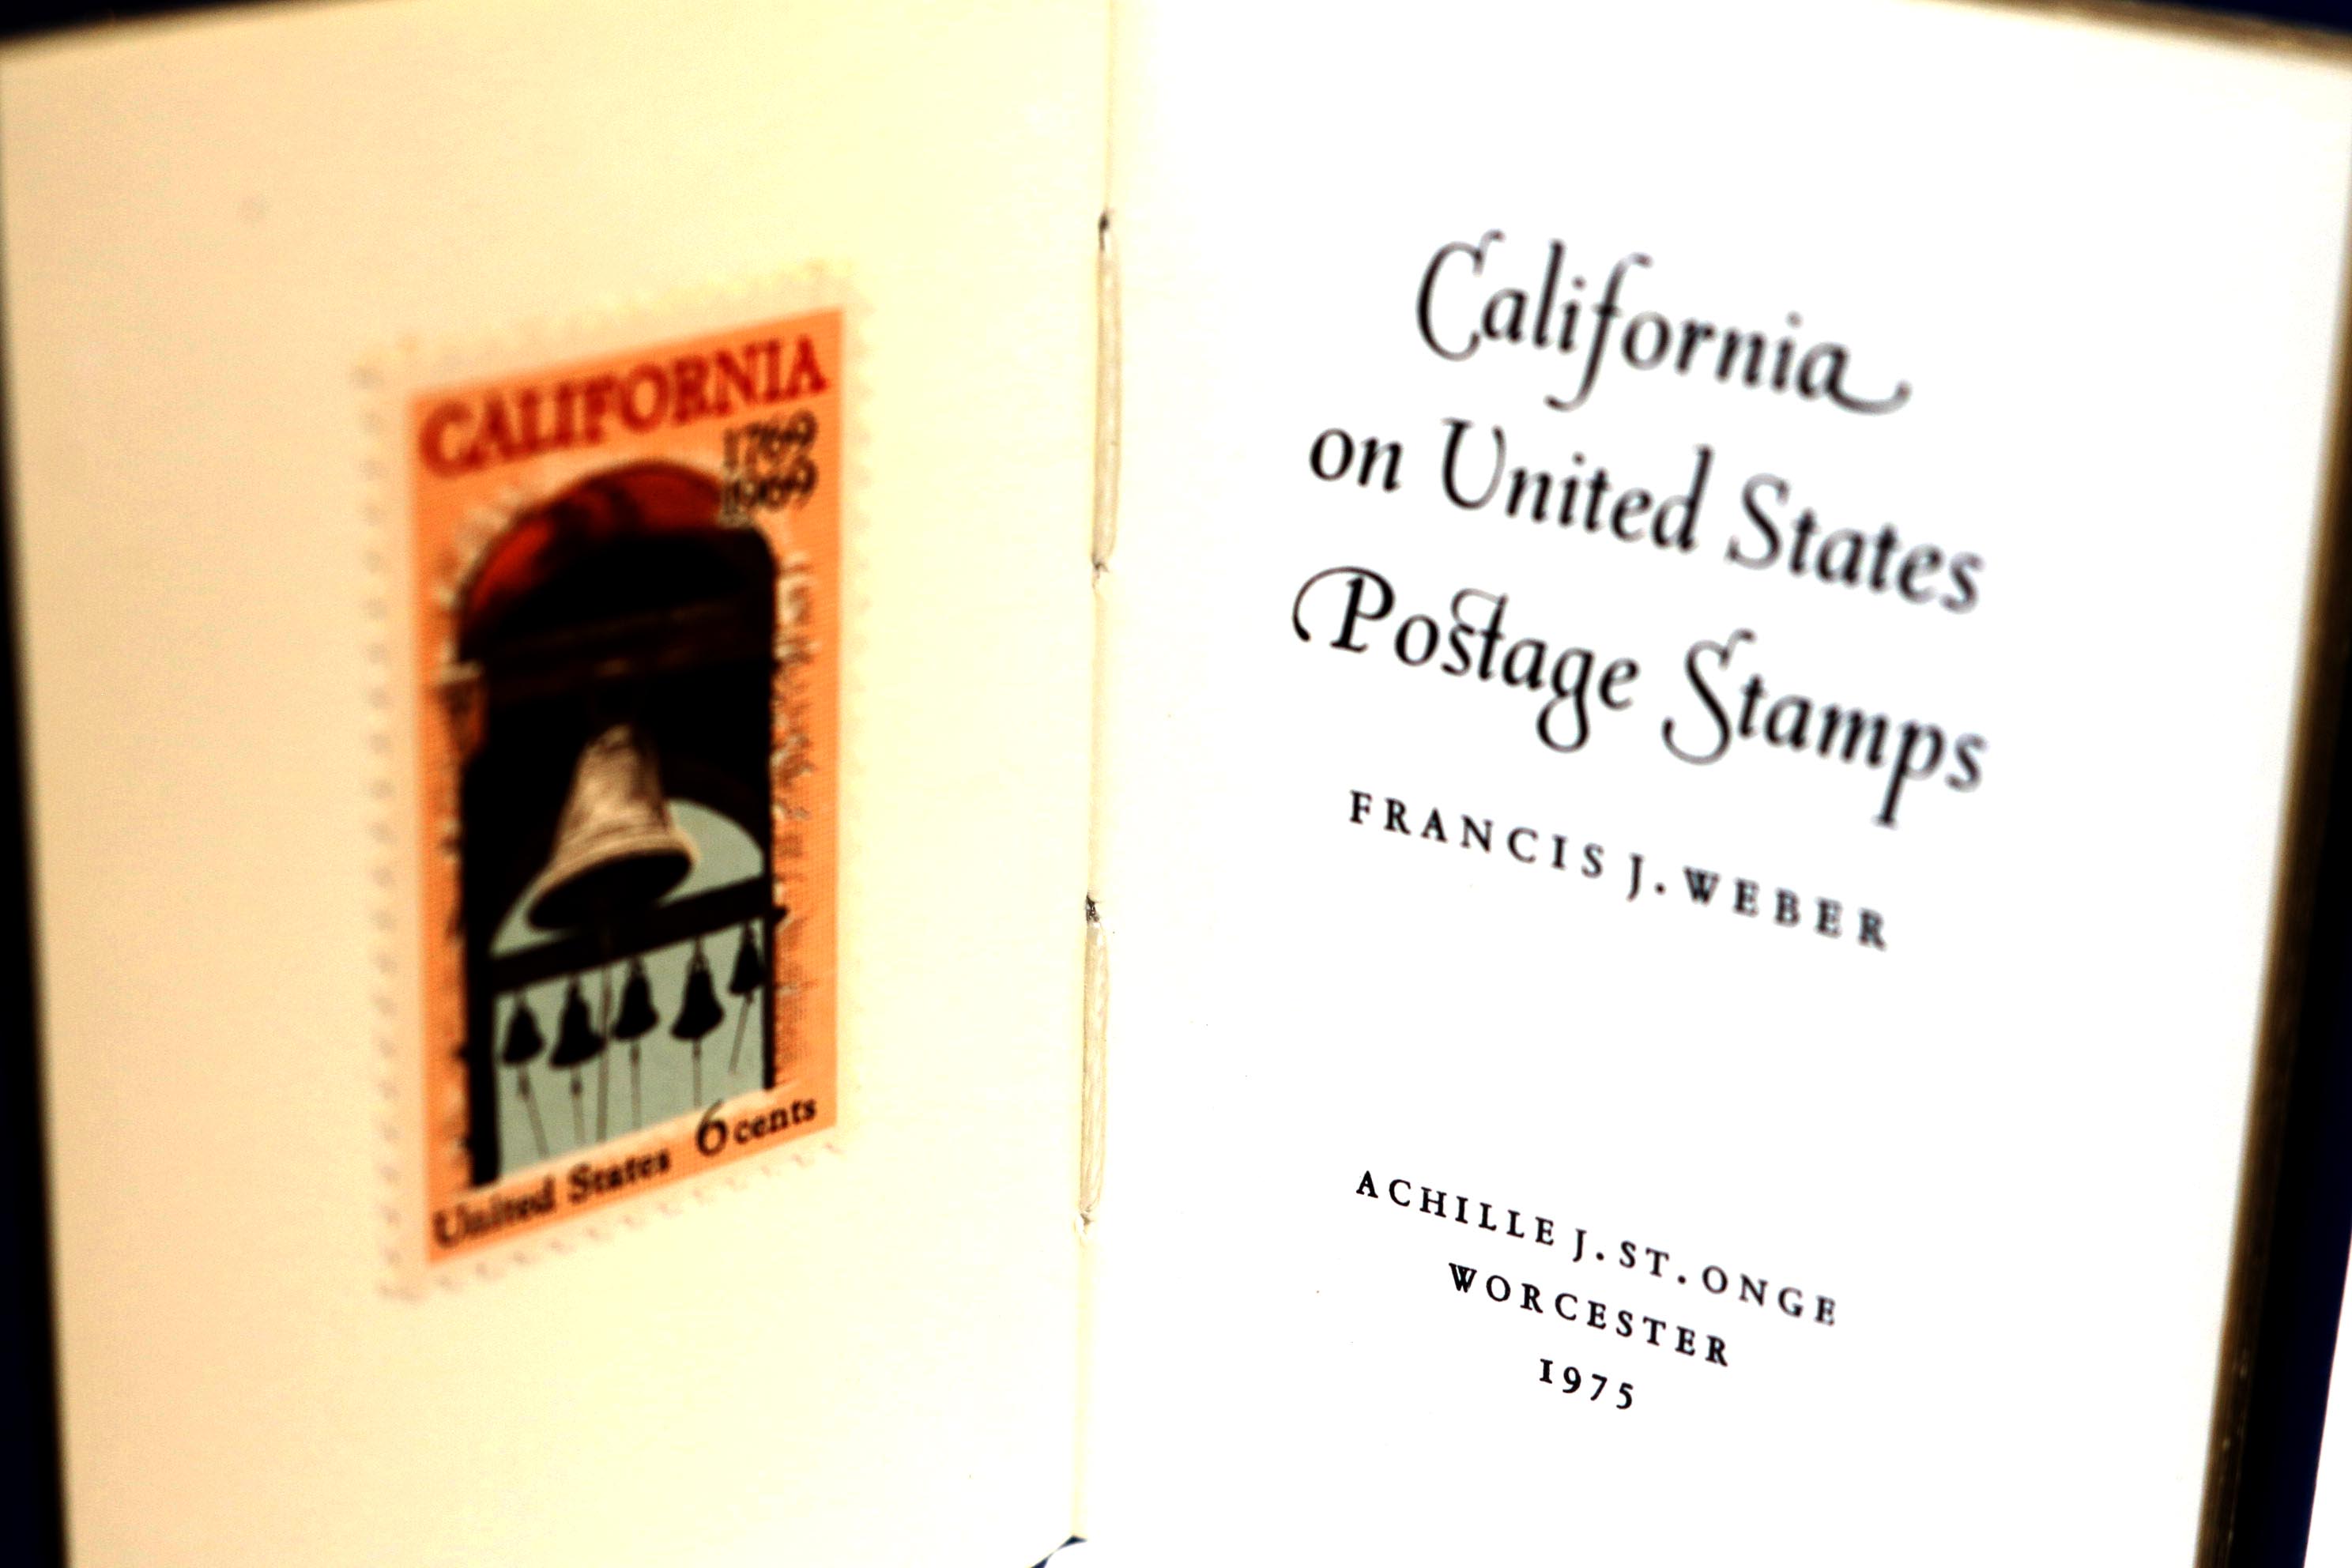 CALIFORNIA
1769
1969
United States 6 cents
California
on United States
Postage Stamps
FRANCIS J. WEBER
ACHILLE J. ST. ONGE
WORCESTER
1975